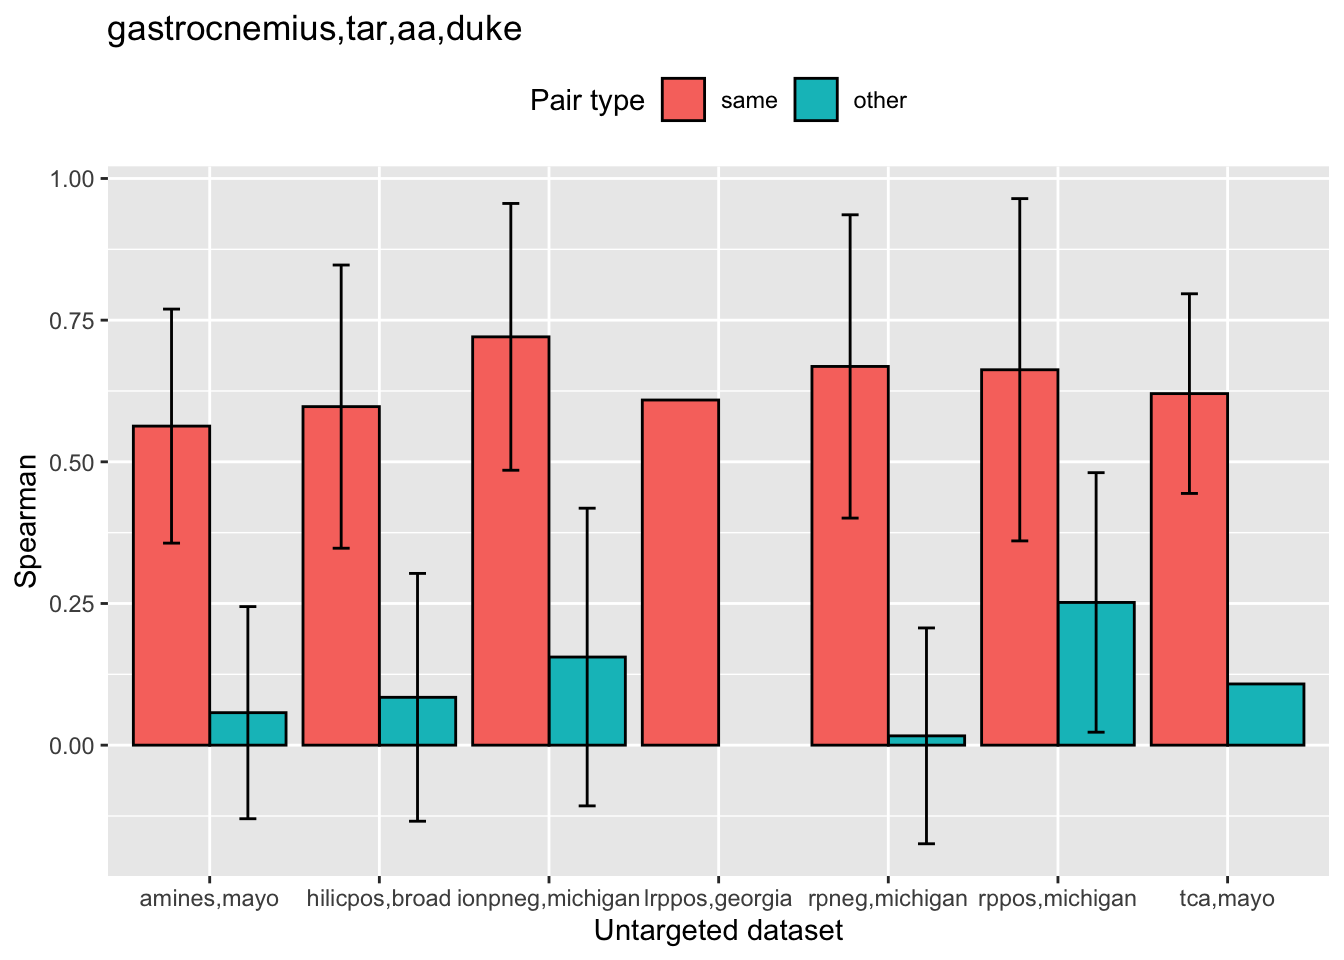 gastrocnemius,tar,aa,duke
Pair type same other
1.00
0.75
0.50
0.25
0.00
Spearman
amines,mayo hilicpos,broad ionpneg,michigan lrppos,georgia rpneg,michigan rppos,michigan tca,mayo
Untargeted dataset